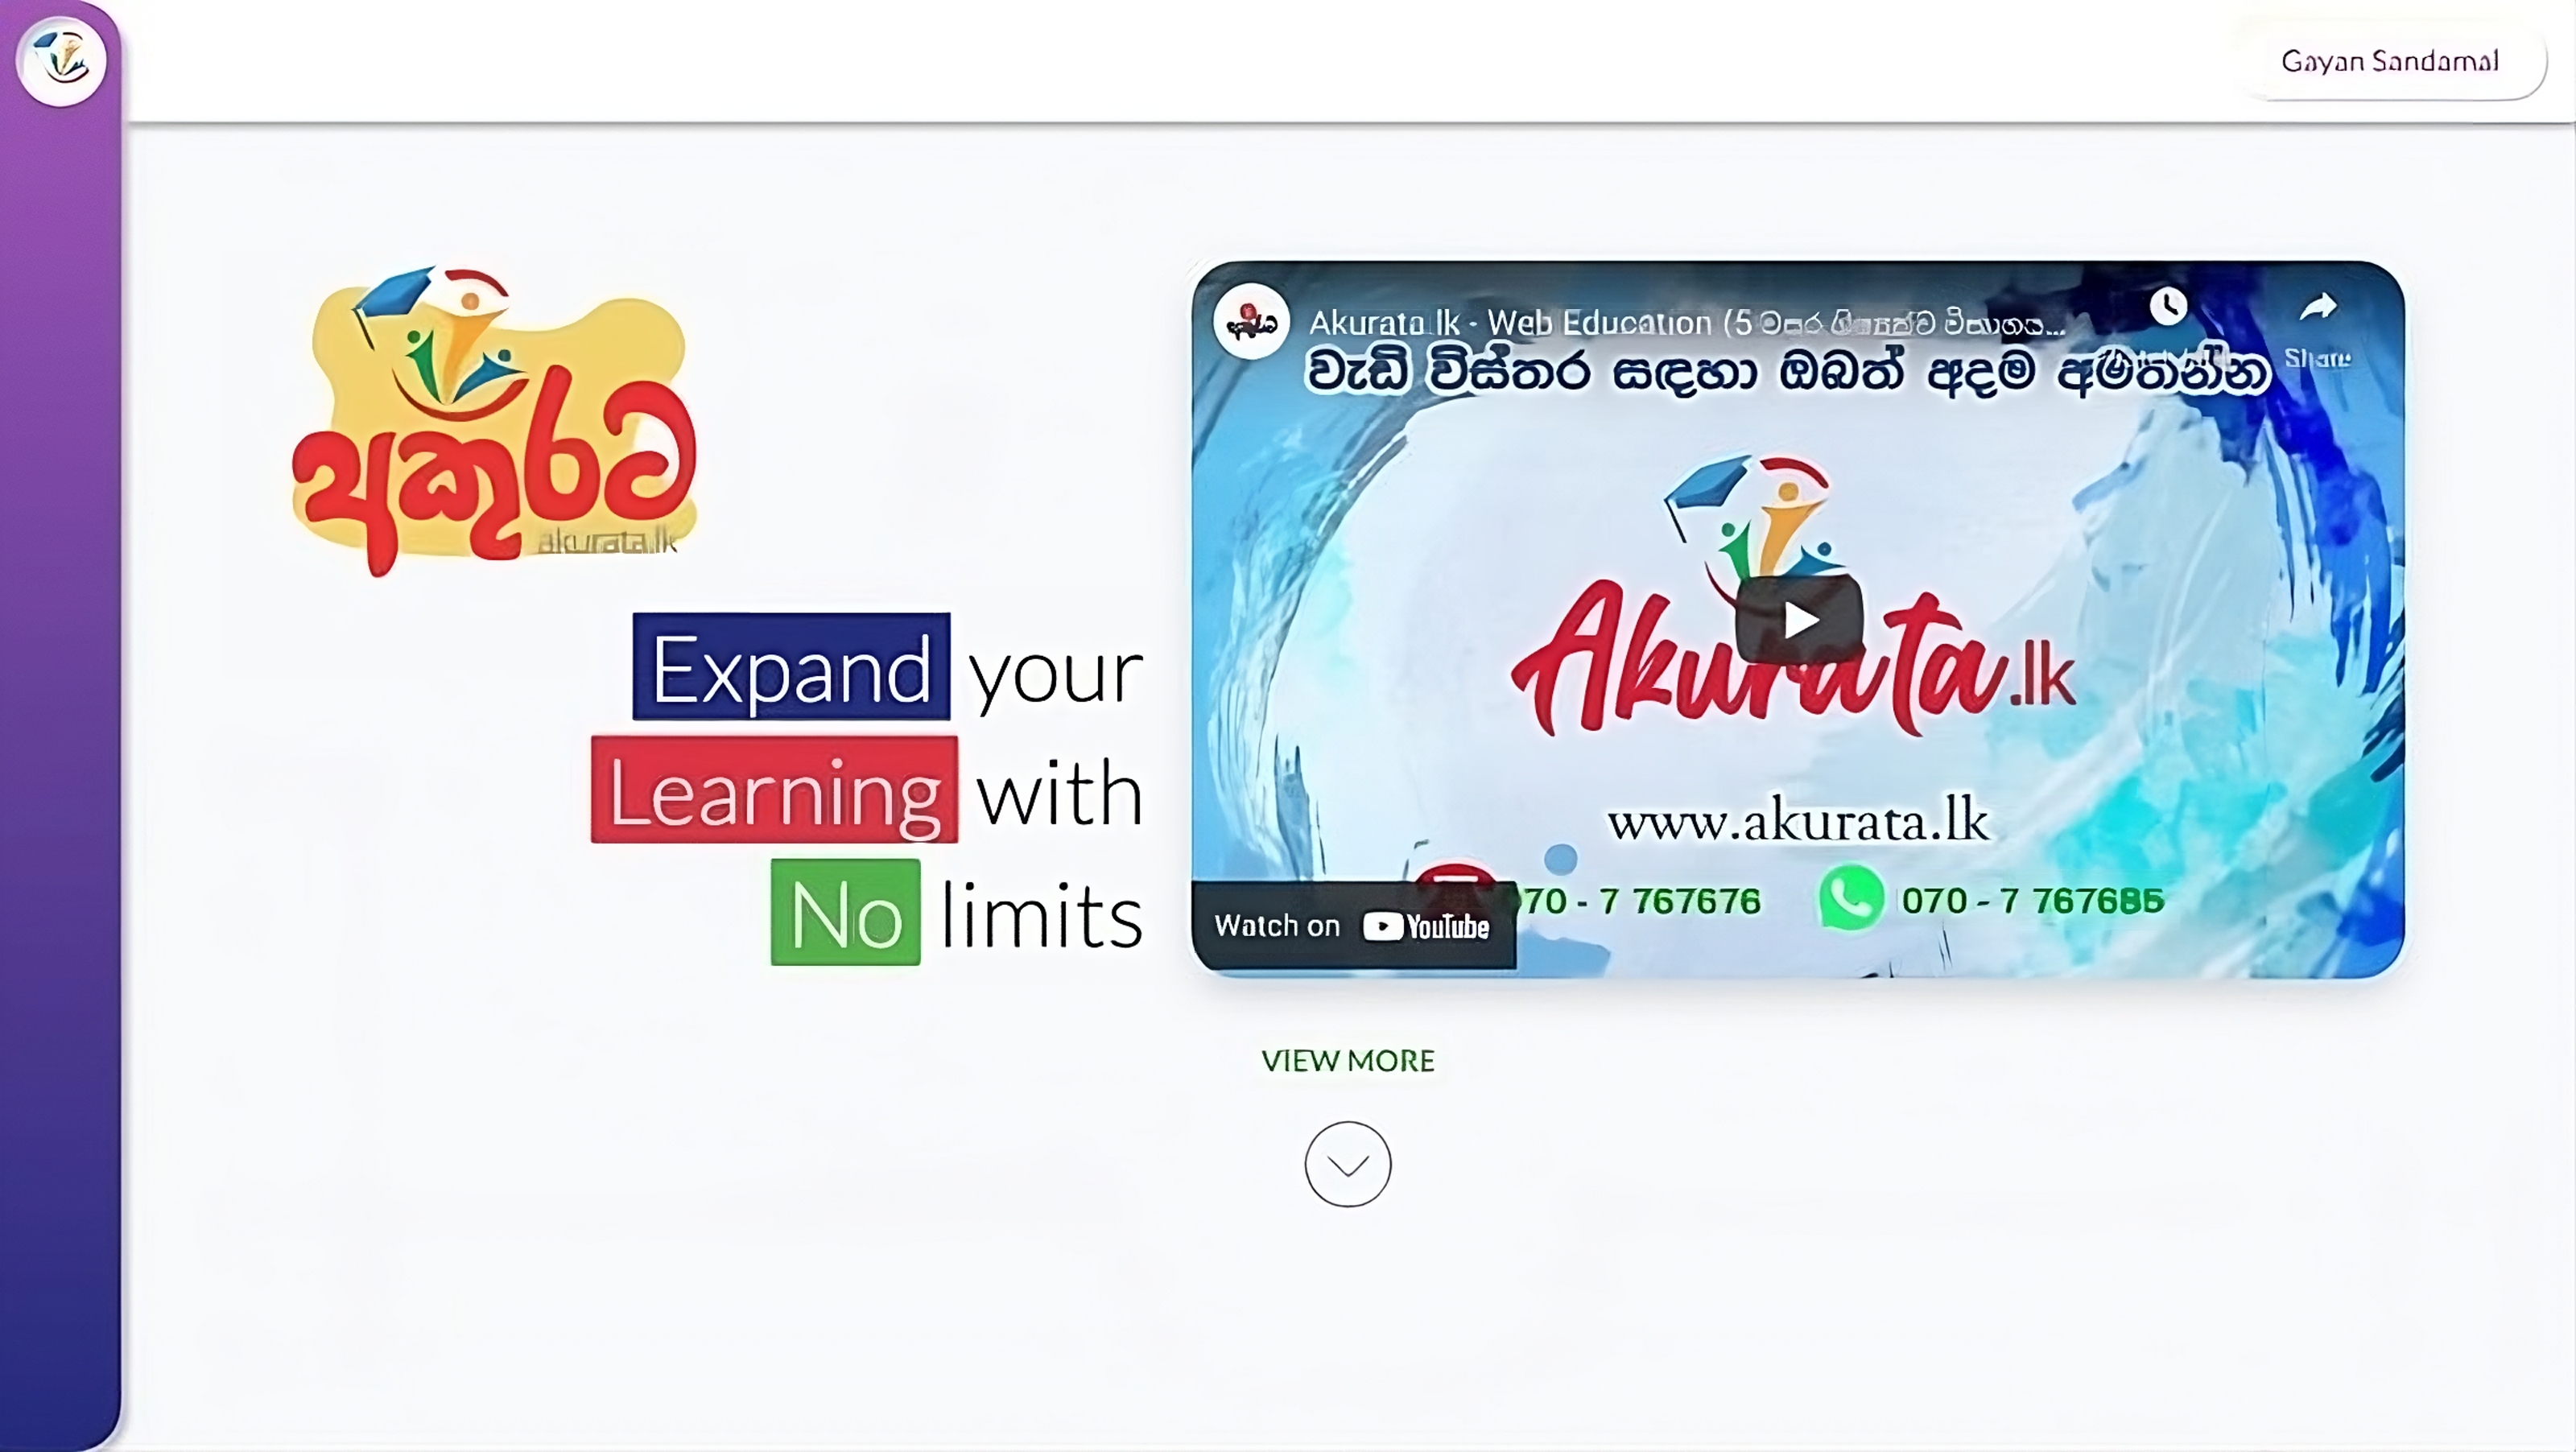 Gayan Sandamal
අකුරට
akurata.lk
Expand your
Learning with
No limits
Akurata.lk - Web Education (5
Share
වැඩි විස්තර සඳහා ඔබත් අදම අමතන්න
Akurata.lk
www.akurata.lk
70 - 7 767676
070 - 7 767685
Watch on YouTube
VIEW MORE